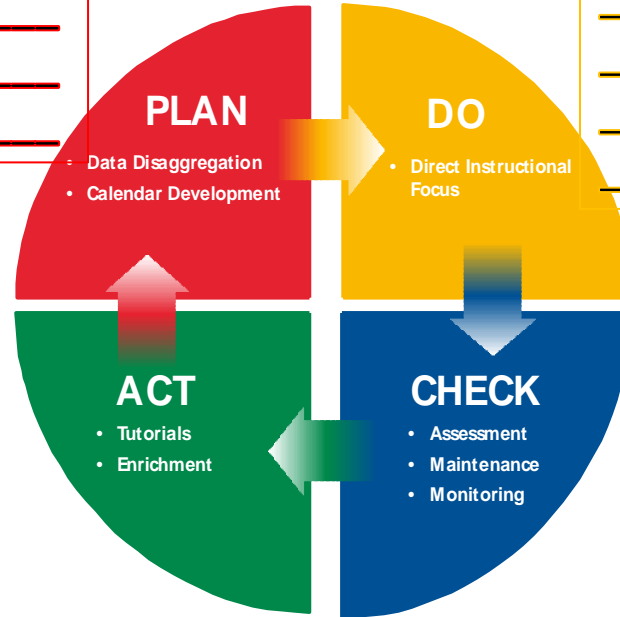 PLAN
• Data Disaggregation
• Calendar Development
DO
• Direct Instructional
Focus
ACT
• Tutorials
• Enrichment
CHECK
• Assessment
• Maintenance
• Monitoring